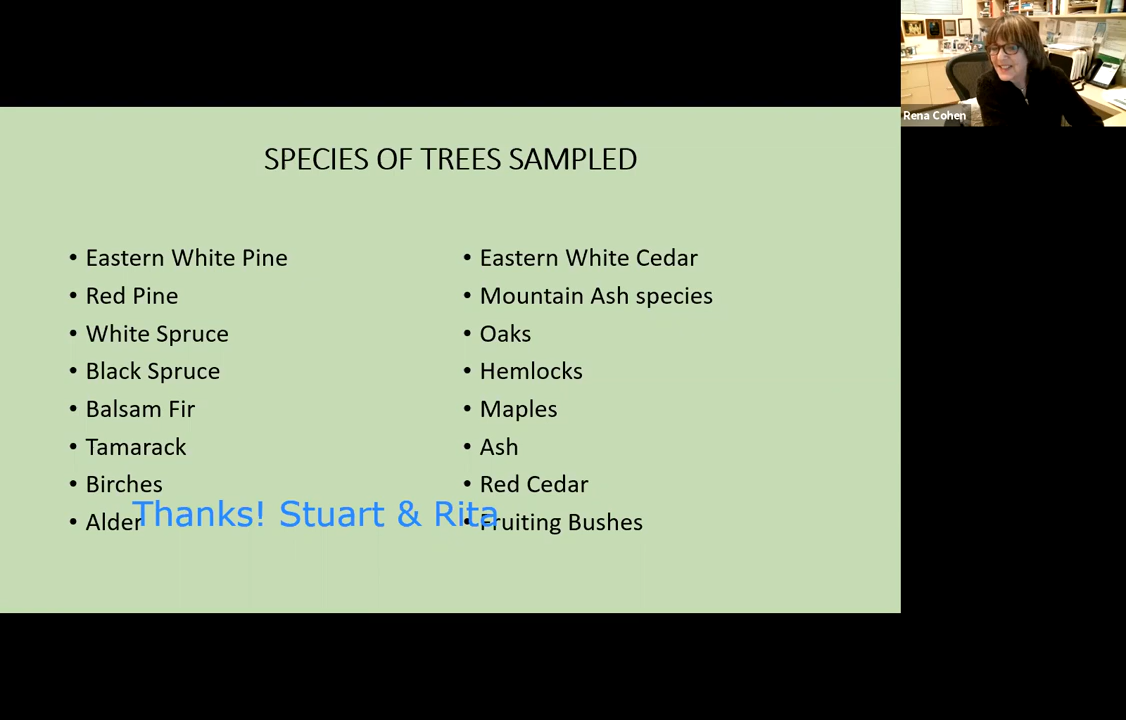 Rena Cohen
SPECIES OF TREES SAMPLED
• Eastern White Pine
• Red Pine
• White Spruce
• Black Spruce
• Balsam Fir
• Tamarack
• Birches
• Alder
• Eastern White Cedar
• Mountain Ash species
• Oaks
• Hemlocks
• Maples
• Ash
• Red Cedar
• Fruiting Bushes
Thanks! Stuart & Rita